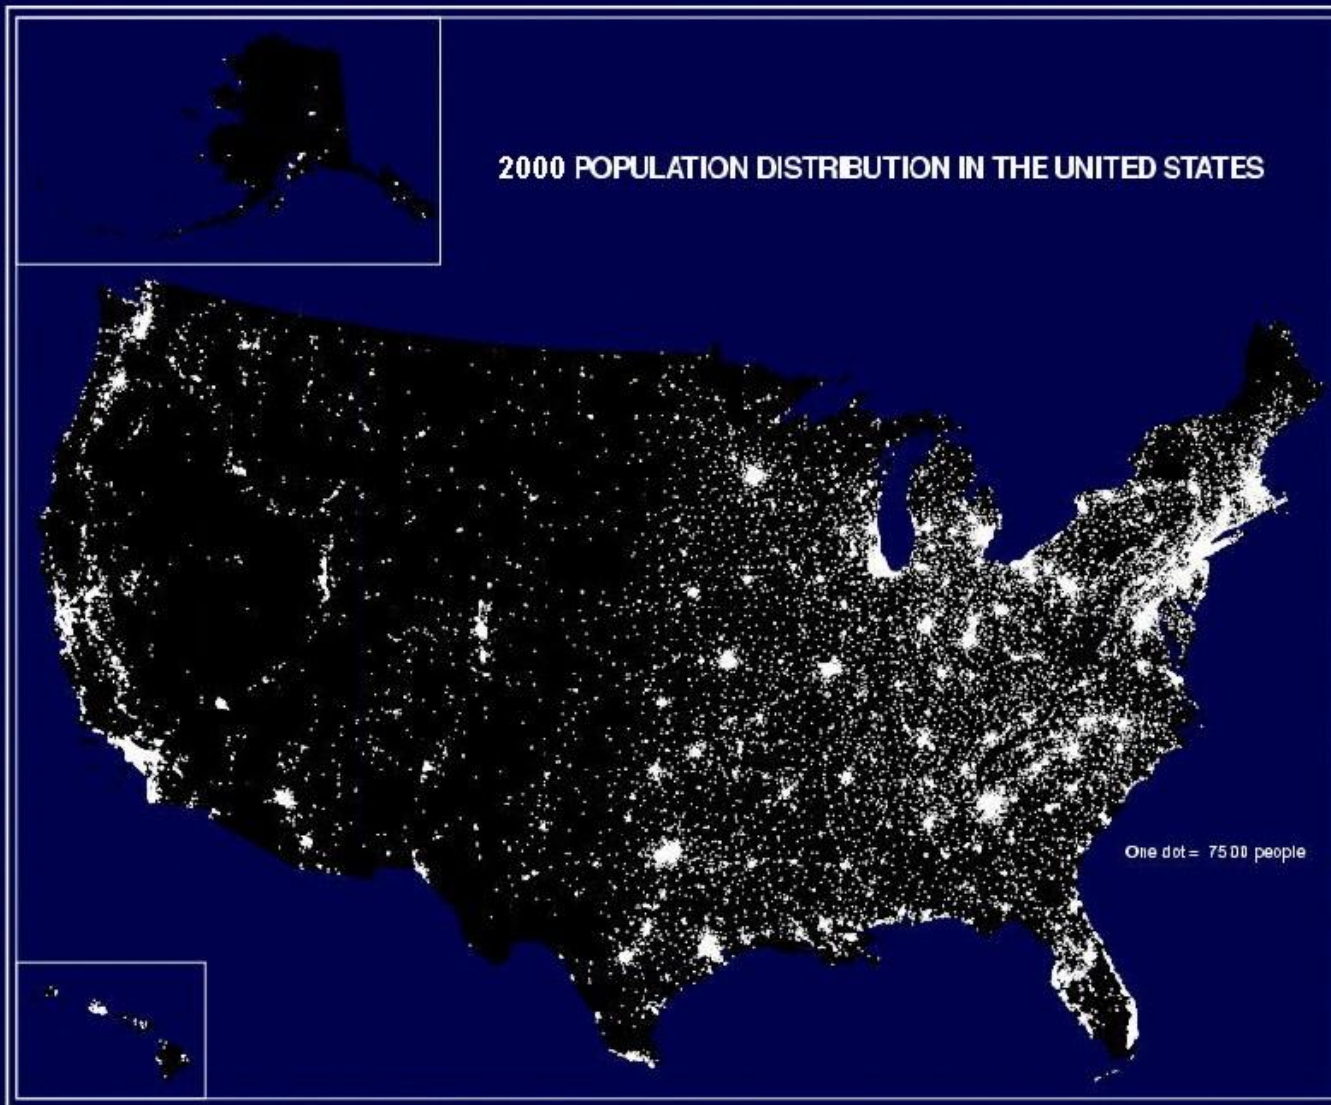 2000 POPULATION DISTRIBUTION IN THE UNITED STATES
One dot = 7500 people